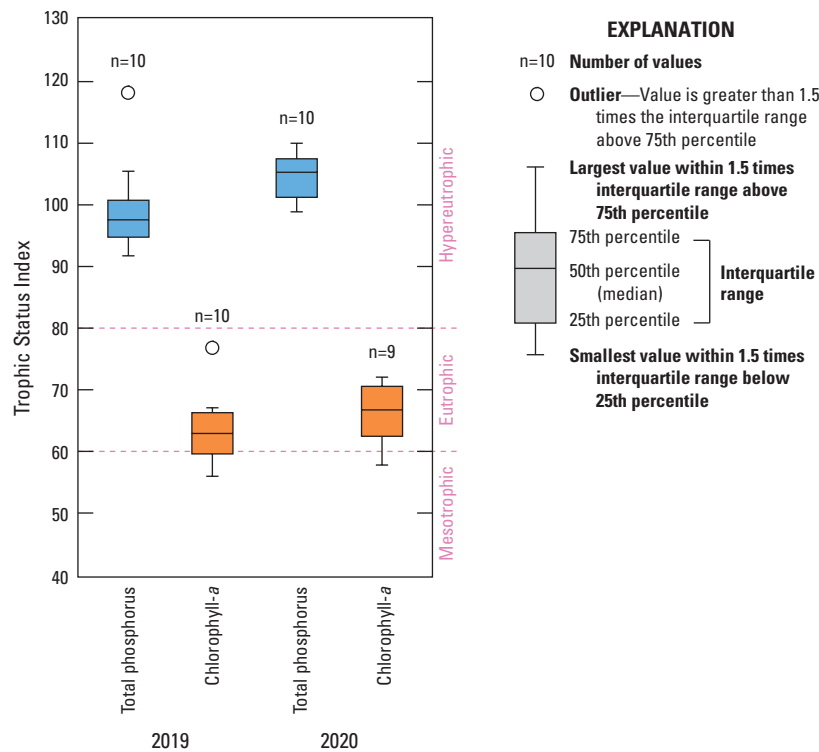 130
120
110
100
90
80
70
60
50
40
Trophic Status Index
n=10
n=10
n=10
n=9
Hypereutrophic
Eutrophic
Mesotrophic
Total phosphorus
Chlorophyll-a
Total phosphorus
Chlorophyll-a
2019
2020
EXPLANATION
n=10 Number of values
Outlier—Value is greater than 1.5
times the interquartile range
above 75th percentile
Largest value within 1.5 times
interquartile range above
75th percentile
75th percentile
50th percentile
(median)
25th percentile
Interquartile
range
Smallest value within 1.5 times
interquartile range below
25th percentile